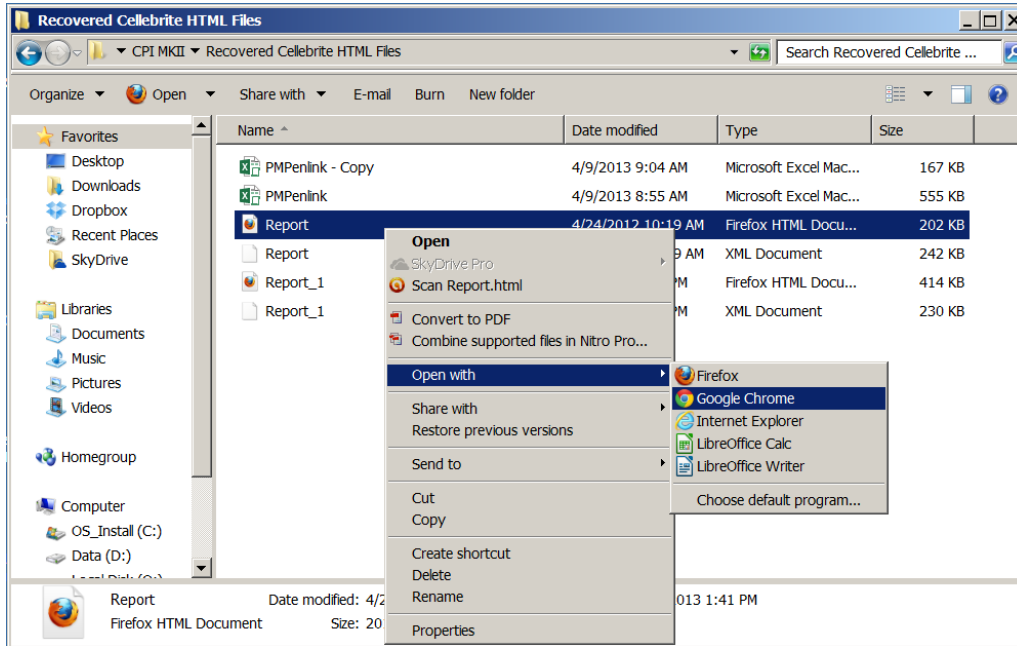 Recovered Cellebrite HTML Files
CPI MKII Recovered Cellebrite HTML Files
Search Recovered Cellebrite ...
Organize Open Share with E-mail Burn New folder
Favorites
Desktop
Downloads
Dropbox
Recent Places
SkyDrive
Libraries
Documents
Music
Pictures
Videos
Homegroup
Computer
OS_Install (C:)
Data (D:)
Name Date modified Type Size
PMPenlink - Copy 4/9/2013 9:04 AM Microsoft Excel Mac... 167 KB
PMPenlink 4/9/2013 8:55 AM Microsoft Excel Mac... 555 KB
Report 4/24/2012 10:19 AM Firefox HTML Docu... 202 KB
Report 9 AM XML Document 242 KB
Report_1 PM Firefox HTML Docu... 414 KB
Report_1 PM XML Document 230 KB
Open
SkyDrive Pro
Scan Report.html
Convert to PDF
Combine supported files in Nitro Pro...
Open with
Share with
Restore previous versions
Send to
Cut
Copy
Create shortcut
Delete
Rename
Properties
Firefox
Google Chrome
Internet Explorer
LibreOffice Calc
LibreOffice Writer
Choose default program...
Report Date modified: 4/2 013 1:41 PM
Firefox HTML Document Size: 20